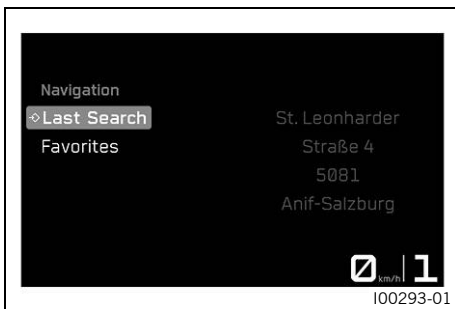 Navigation
Last Search
Favorites
St. Leonharder
Straße 4
5081
Anif-Salzburg
0 km/h 1
I00293-01